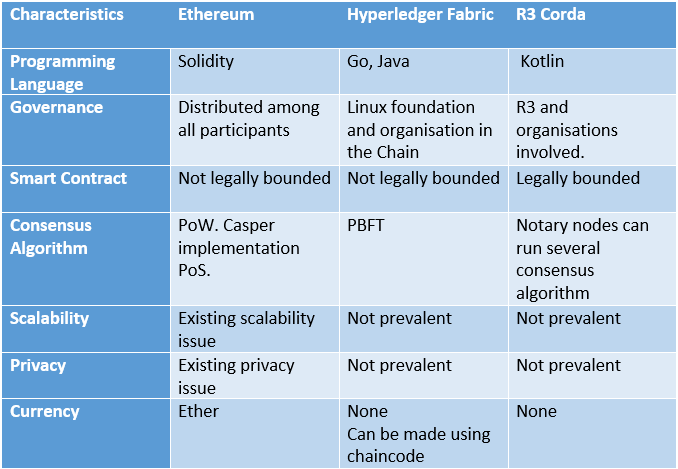 Characteristics Ethereum Hyperledger Fabric R3 Corda
Programming Language Solidity Go, Java Kotlin
Governance Distributed among all participants Linux foundation and organisation in the Chain R3 and organisations involved.
Smart Contract Not legally bounded Not legally bounded Legally bounded
Consensus Algorithm PoW. Casper implementation PoS. PBFT Notary nodes can run several consensus algorithm
Scalability Existing scalability issue Not prevalent Not prevalent
Privacy Existing privacy issue Not prevalent Not prevalent
Currency Ether None Can be made using chaincode None